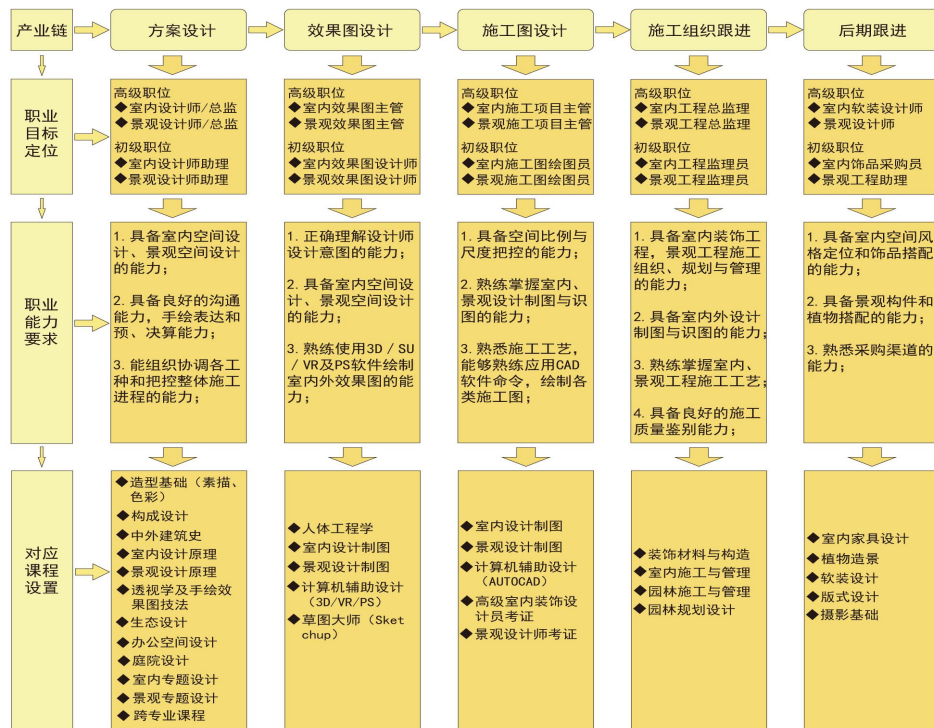 产业链
方案设计
效果图设计
施工图设计
施工组织跟进
后期跟进
职业
目标
定位
高级职位
◆室内设计师/总监
◆景观设计师/总监
初级职位
◆室内设计师助理
◆景观设计师助理
高级职位
◆室内效果图主管
◆景观效果图主管
初级职位
◆室内效果图设计师
◆景观效果图设计师
高级职位
◆室内施工项目主管
◆景观施工项目主管
初级职位
◆室内施工图绘图员
◆景观施工图绘图员
高级职位
◆室内工程总监理
◆景观工程总监理
初级职位
◆室内工程监理员
◆景观工程监理员
高级职位
◆室内软装设计师
◆景观设计师
初级职位
◆室内饰品采购员
◆景观工程助理
职业
能力
要求
1. 具备室内空间设
计、景观空间设计
的能力；
2. 具备良好的沟通
能力，手绘表达和
预、决算能力；
3. 能组织协调各工
种和把控整体施工
进程的能力；
1. 正确理解设计师
设计意图的能力；
2. 具备室内空间设
计、景观空间设计
的能力；
3. 熟练使用3D / SU
/ VR及PS软件绘制
室内外效果图的能
力；
1. 具备空间比例与
尺度把控的能力；
2. 熟练掌握室内、
景观设计制图与识
图的能力；
3. 熟悉施工工艺，
能够熟练应用CAD
软件命令，绘制各
类施工图；
1. 具备室内装饰工
程，景观工程施工
组织、规划与管理
的能力；
2. 具备室内外设计
制图与识图的能力；
3. 熟练掌握室内、
景观工程施工工艺；
4. 具备良好的施工
质量鉴别能力；
1. 具备室内空间风
格定位和饰品搭配
的能力；
2. 具备景观构件和
植物搭配的能力；
3. 熟悉采购渠道的
能力；
对应
课程
设置
◆造型基础（素描、
色彩）
◆构成设计
◆中外建筑史
◆室内设计原理
◆景观设计原理
◆透视学及手绘效
果图技法
◆生态设计
◆办公空间设计
◆庭院设计
◆室内专题设计
◆景观专题设计
◆跨专业课程
◆人体工程学
◆室内设计制图
◆景观设计制图
◆计算机辅助设计
（3D/VR/PS）
◆草图大师（Sket
chup）
◆室内设计制图
◆景观设计制图
◆计算机辅助设计
（AUTOCAD）
◆高级室内装饰设
计员考证
◆景观设计师考证
◆装饰材料与构造
◆室内施工与管理
◆园林施工与管理
◆园林规划设计
◆室内家具设计
◆植物造景
◆软装设计
◆版式设计
◆摄影基础